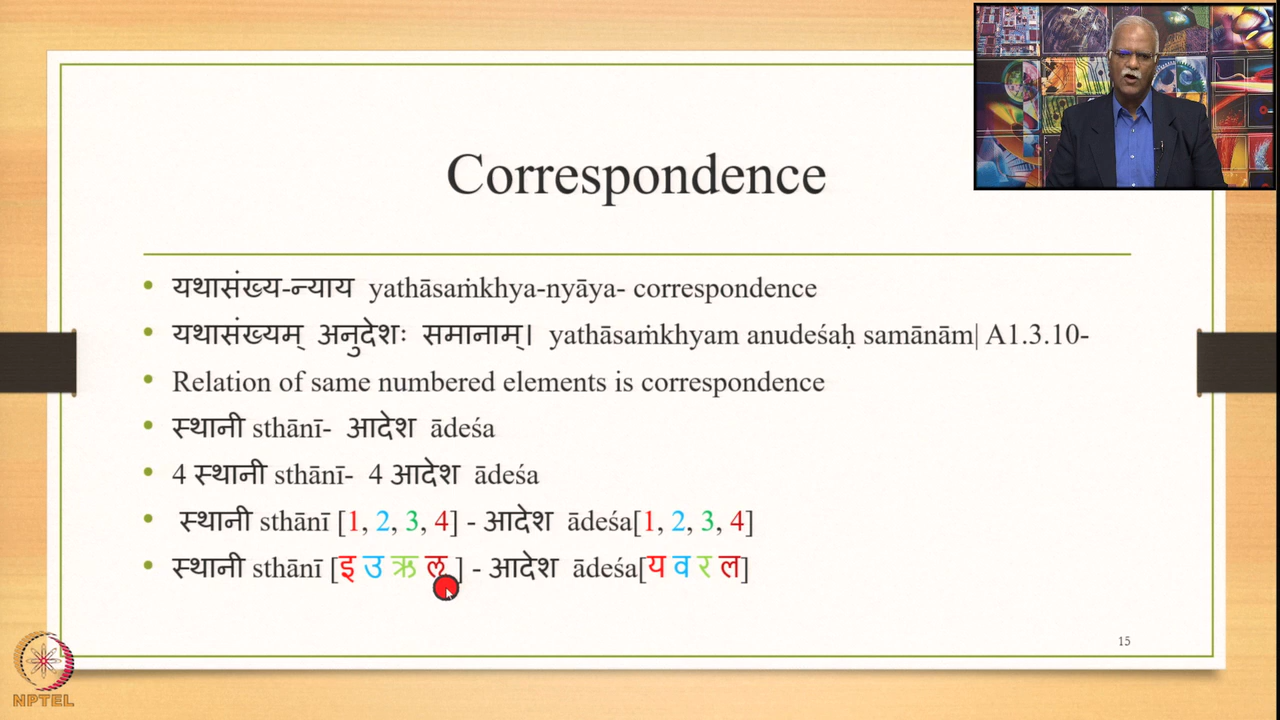 Correspondence
यथासंख्य-न्याय yathāsaṁkhya-nyāya- correspondence
यथासंख्यम् अनुदेशः समानाम्। yathāsaṁkhyam anudeśaḥ samānām| A1.3.10-
Relation of same numbered elements is correspondence
स्थानी sthānī- आदेश ādeśa
4 स्थानी sthānī- 4 आदेश ādeśa
स्थानी sthānī [1, 2, 3, 4] - आदेश ādeśa[1, 2, 3, 4]
स्थानी sthānī [इ उ ऋ ऌ ] - आदेश ādeśa[य व र ल]
15
NPTEL